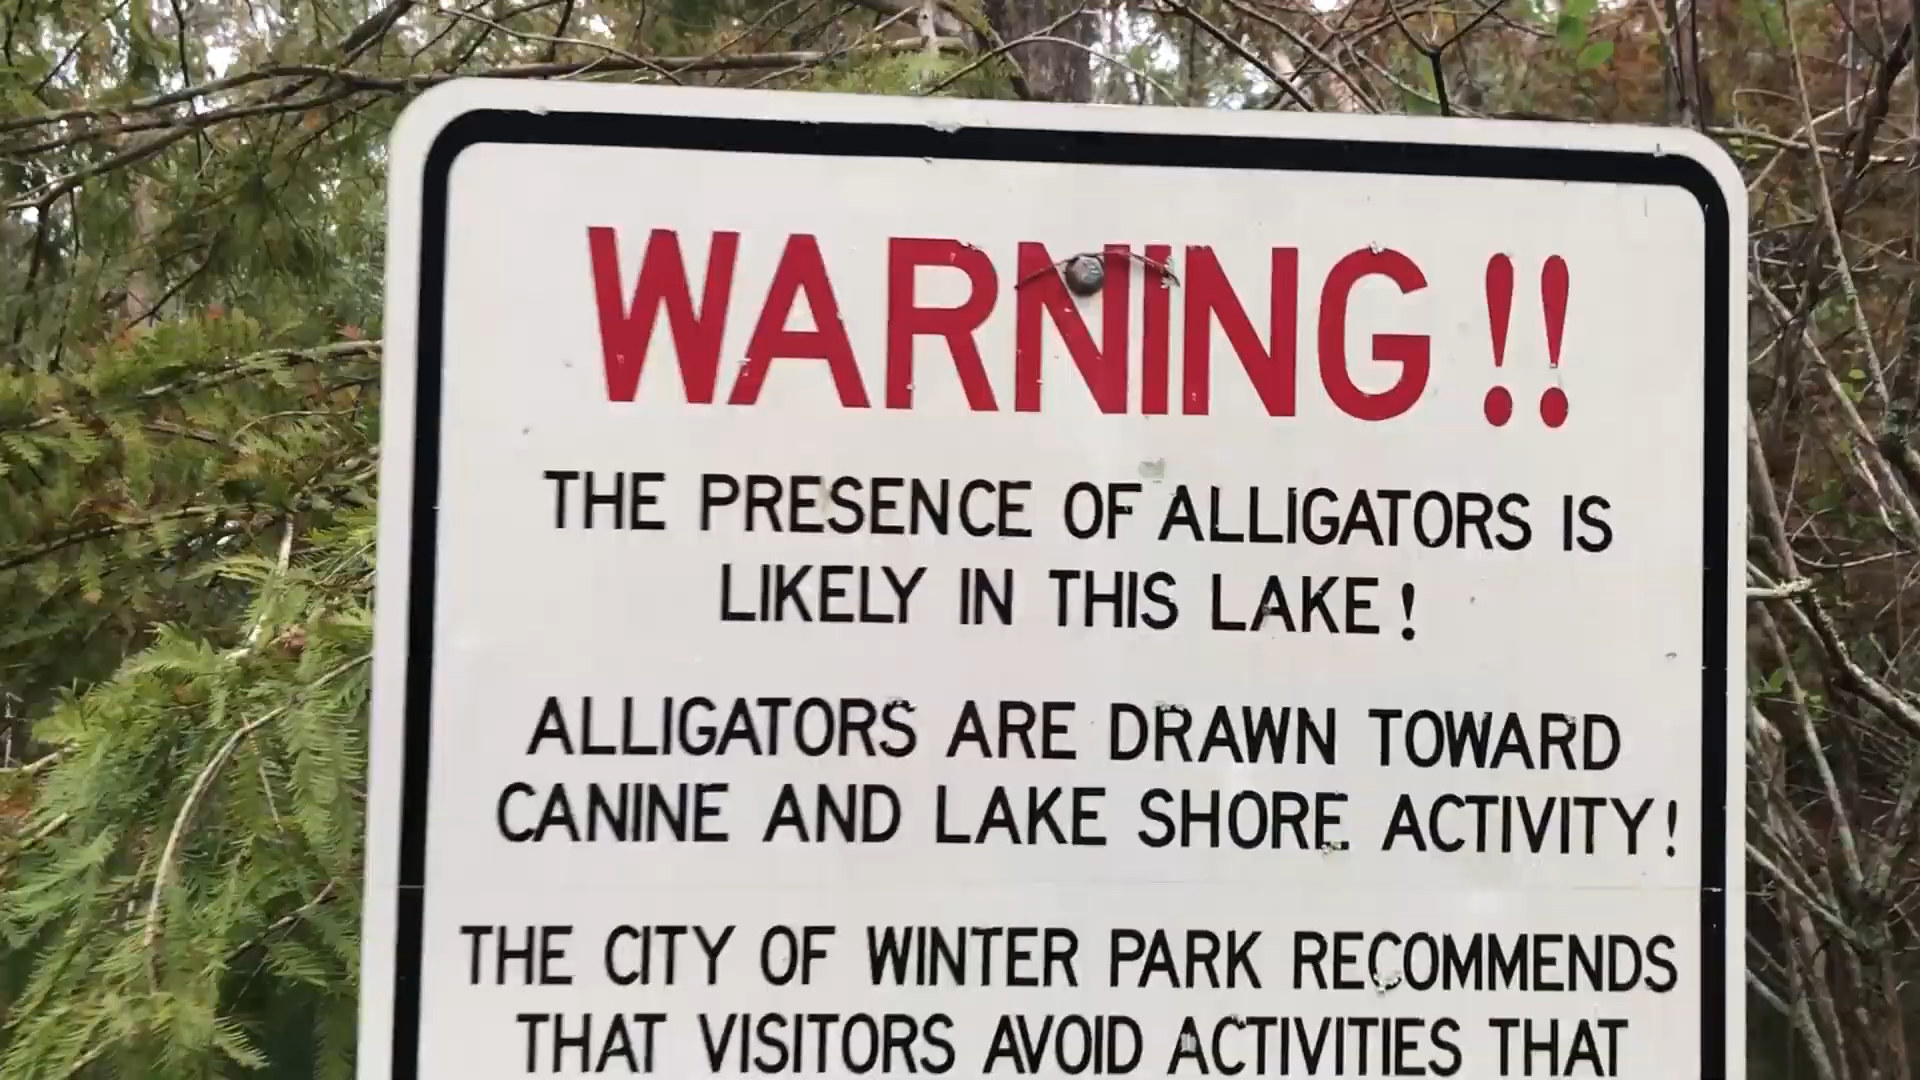 WARNING!!
THE PRESENCE OF ALLIGATORS IS
LIKELY IN THIS LAKE!
ALLIGATORS ARE DRAWN TOWARD
CANINE AND LAKE SHORE ACTIVITY!
THE CITY OF WINTER PARK RECOMMENDS
THAT VISITORS AVOID ACTIVITIES THAT